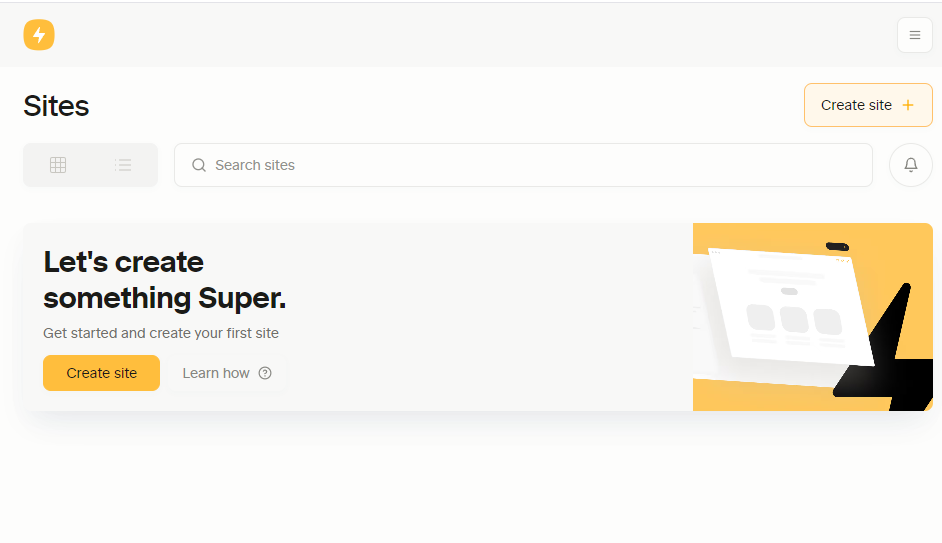 Sites
Create site
Search sites
Let's create
something Super.
Get started and create your first site
Create site
Learn how